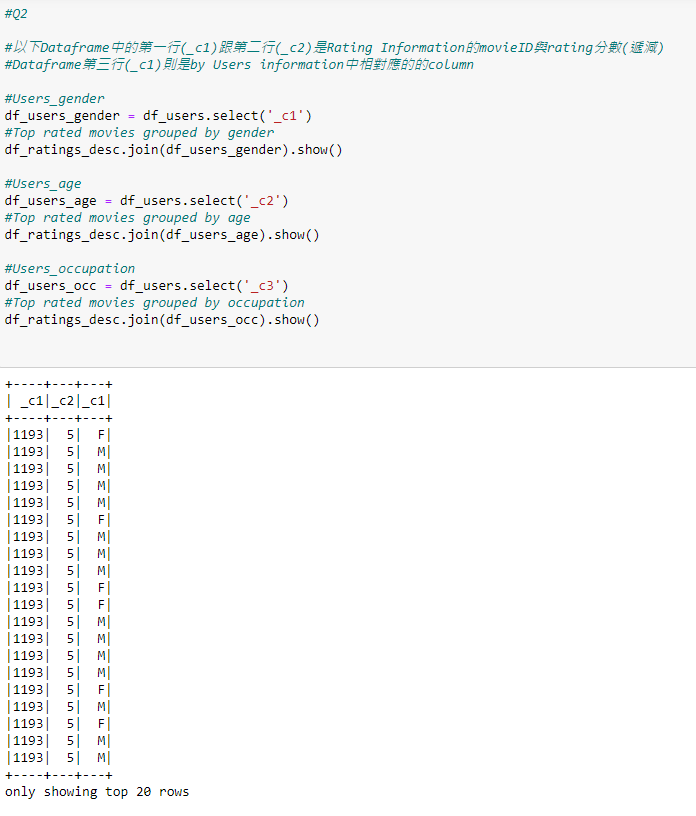 #Q2
#以下Dataframe中的第一行(_c1)跟第二行(_c2)是Rating Information的movieID與rating分數(遞減)
#Dataframe第三行(_c1)則是by Users information中相對應的的column
#Users_gender
df_users_gender = df_users.select('_c1')
#Top rated movies grouped by gender
df_ratings_desc.join(df_users_gender).show()
#Users_age
df_users_age = df_users.select('_c2')
#Top rated movies grouped by age
df_ratings_desc.join(df_users_age).show()
#Users_occupation
df_users_occ = df_users.select('_c3')
#Top rated movies grouped by occupation
df_ratings_desc.join(df_users_occ).show()
+----+---+---+
| _c1|_c2|_c1|
+----+---+---+
|1193|  5|  F|
|1193|  5|  M|
|1193|  5|  M|
|1193|  5|  M|
|1193|  5|  M|
|1193|  5|  F|
|1193|  5|  M|
|1193|  5|  M|
|1193|  5|  M|
|1193|  5|  F|
|1193|  5|  F|
|1193|  5|  M|
|1193|  5|  M|
|1193|  5|  M|
|1193|  5|  M|
|1193|  5|  F|
|1193|  5|  M|
|1193|  5|  F|
|1193|  5|  M|
|1193|  5|  M|
+----+---+---+
only showing top 20 rows